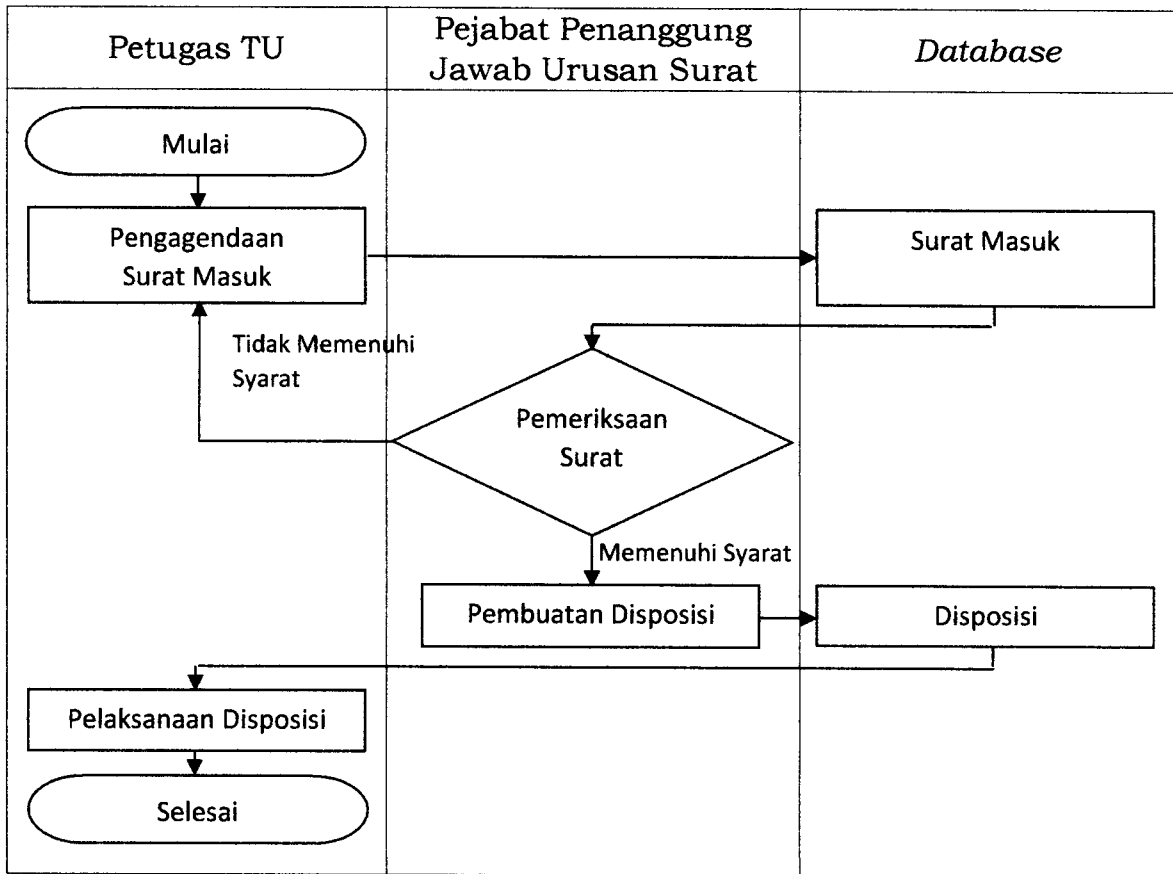 Petugas TU
Pejabat Penanggung
Jawab Urusan Surat
Database
Mulai
Pengagendaan
Surat Masuk
Surat Masuk
Tidak Memenuhi
Syarat
Pemeriksaan
Surat
Memenuhi Syarat
Pembuatan Disposisi
Disposisi
Pelaksanaan Disposisi
Selesai